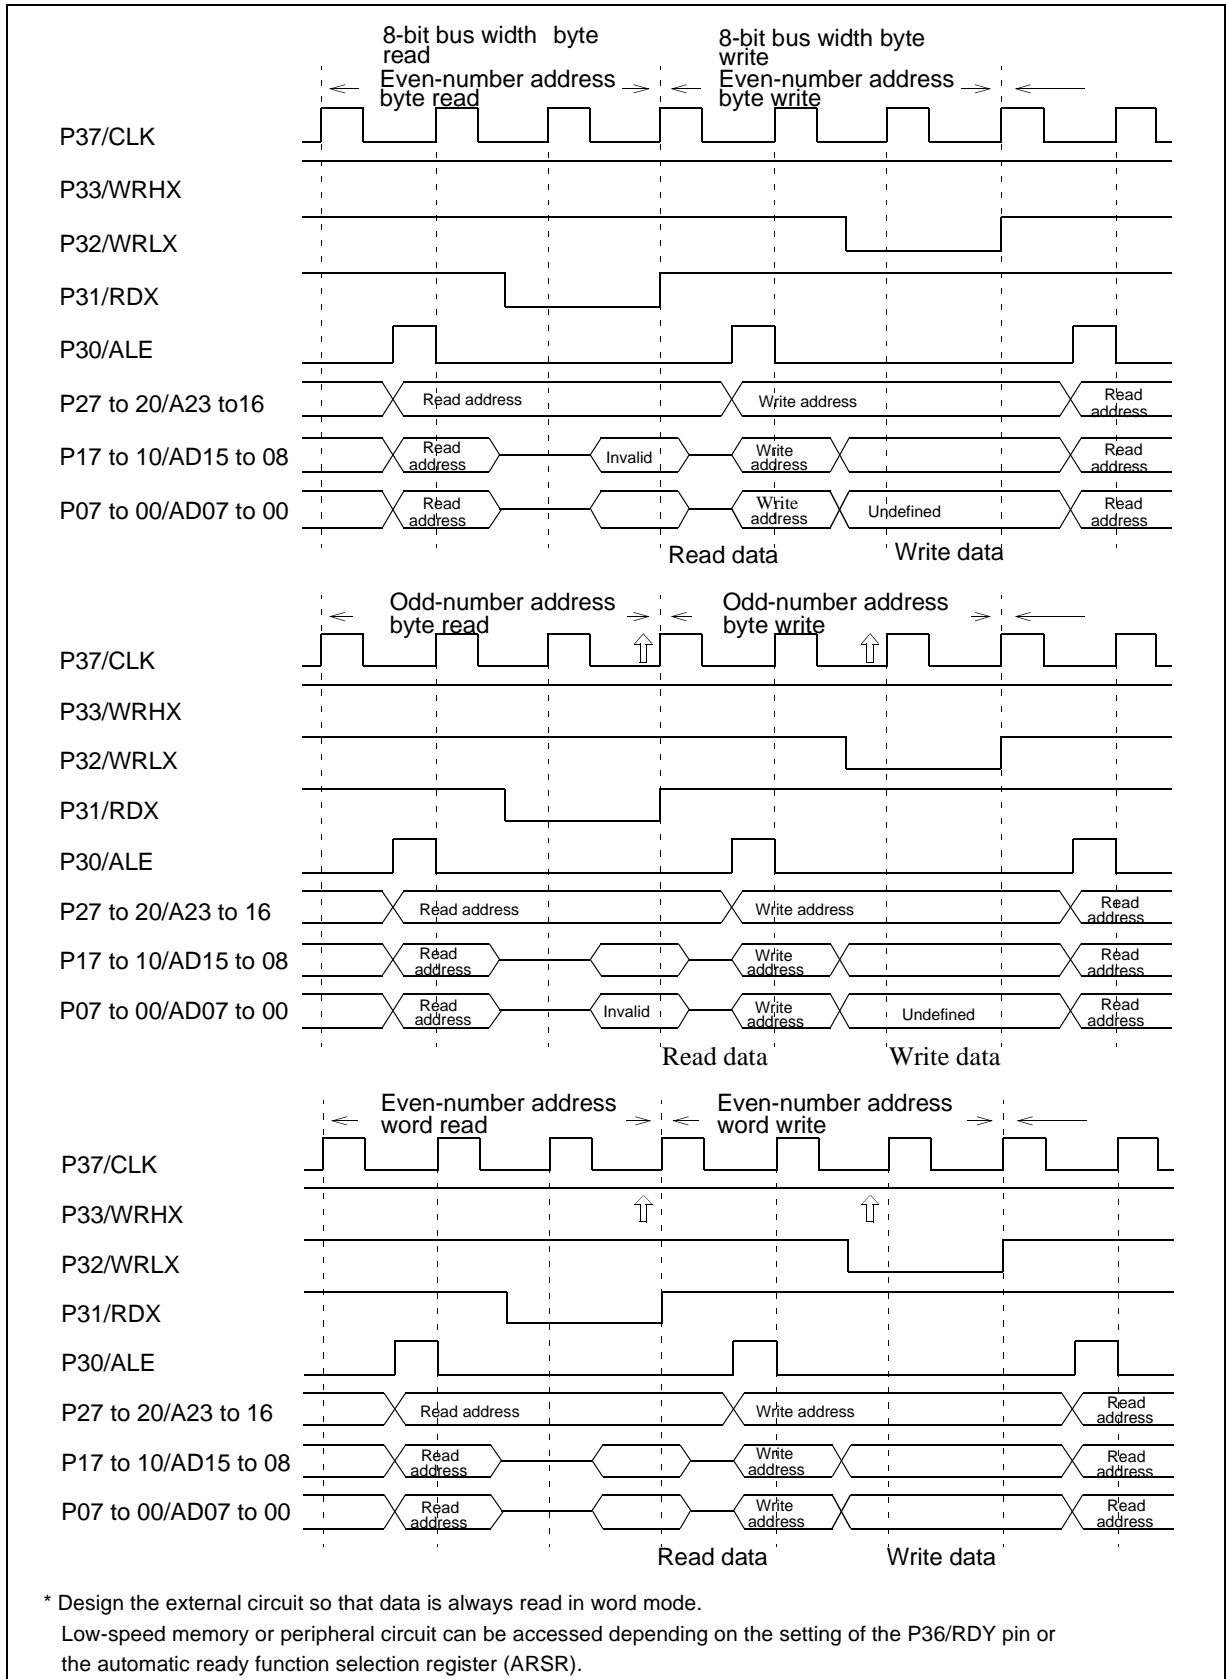 8-bit bus width byte
read
8-bit bus width byte
write
Even-number address
byte read
Even-number address
byte write
P37/CLK
P33/WRHX
P32/WRLX
P31/RDX
P30/ALE
P27 to 20/A23 to16
Read address
Write address
Read
address
P17 to 10/AD15 to 08
Read
address
Invalid
Write
address
Read
address
P07 to 00/AD07 to 00
Read
address
Write
address
Undefined
Read
address
Read data
Write data
Odd-number address
byte read
Odd-number address
byte write
P37/CLK
P33/WRHX
P32/WRLX
P31/RDX
P30/ALE
P27 to 20/A23 to 16
Read address
Write address
Read
address
P17 to 10/AD15 to 08
Read
address
Write
address
Read
address
P07 to 00/AD07 to 00
Read
address
Invalid
Write
address
Undefined
Read
address
Read data
Write data
Even-number address
word read
Even-number address
word write
P37/CLK
P33/WRHX
P32/WRLX
P31/RDX
P30/ALE
P27 to 20/A23 to 16
Read address
Write address
Read
address
P17 to 10/AD15 to 08
Read
address
Write
address
Read
address
P07 to 00/AD07 to 00
Read
address
Write
address
Read
address
Read data
Write data
* Design the external circuit so that data is always read in word mode.
Low-speed memory or peripheral circuit can be accessed depending on the setting of the P36/RDY pin or
the automatic ready function selection register (ARSR).